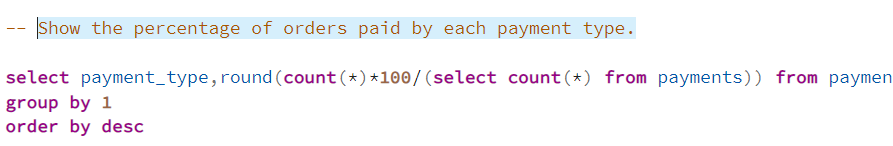 -- Show the percentage of orders paid by each payment type.
select payment_type,round(count(*)*100/(select count(*) from payments)) from paymen
group by 1
order by desc